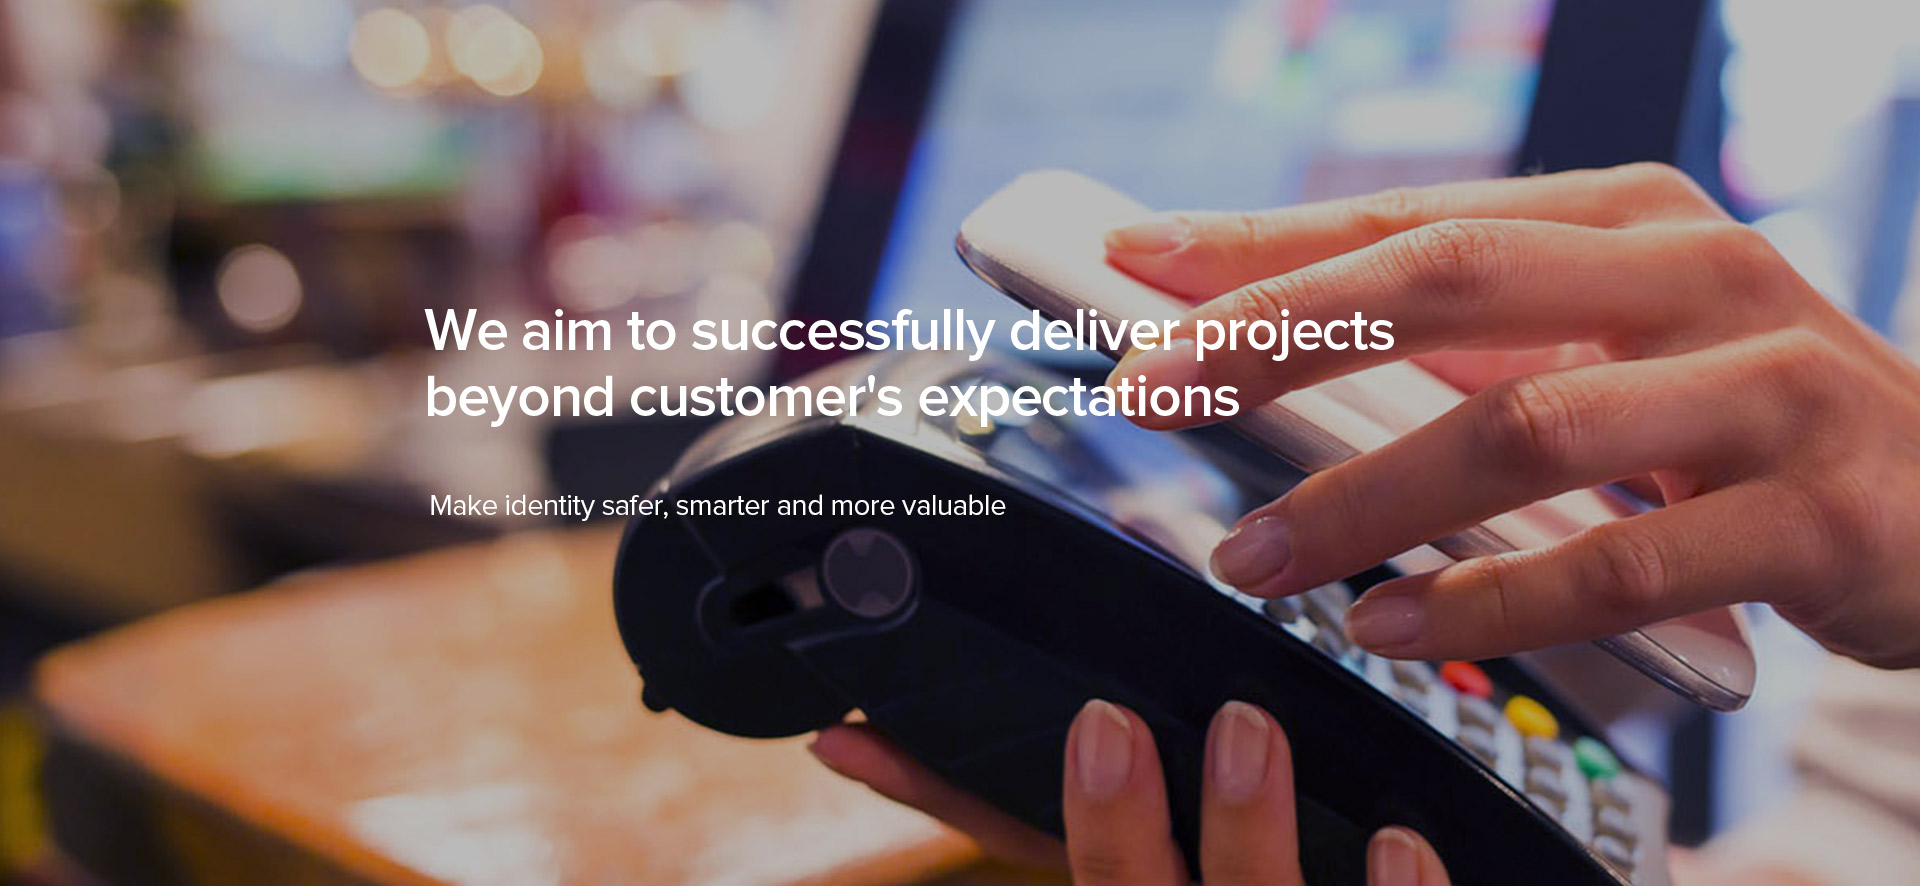 We aim to successfully deliver projects
beyond customer's expectations
Make identity safer, smarter and more valuable